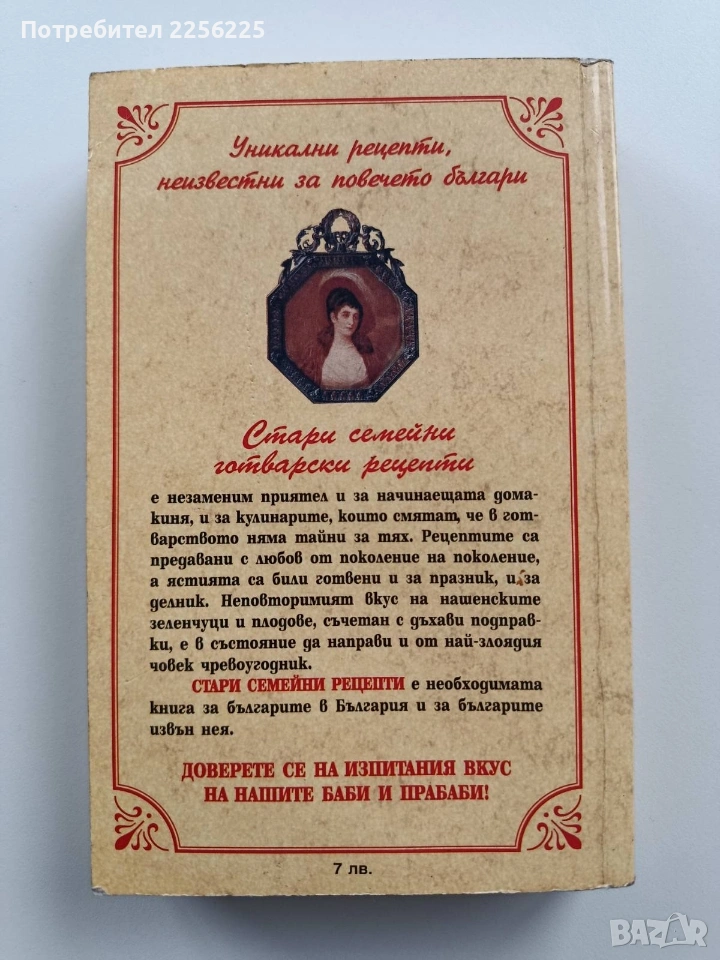 Потребител 2256225
Уникални рецепти,
неизвестни за повечето българи
Стари семейни
готварски рецепти
е незаменим приятел и за начинаещата дома-
киня, и за кулинарите, които смятат, че в гот-
варството няма тайни за тях. Рецептите са
предавани с любов от поколение на поколение,
а ястията са били готвени и за празник, и за
делник. Неповторимият вкус на нашенските
зеленчуци и плодове, съчетан с дъхави подправ-
ки, е в състояние да направи и от най-злоядия
човек чревоугодник.
СТАРИ СЕМЕЙНИ РЕЦЕПТИ е необходимата
книга за българите в България и за българите
извън нея.
ДОВЕРЕТЕ СЕ НА ИЗПИТАНИЯ ВКУС
НА НАШИТЕ БАБИ И ПРАБАБИ!
7 лв.
BAZAR